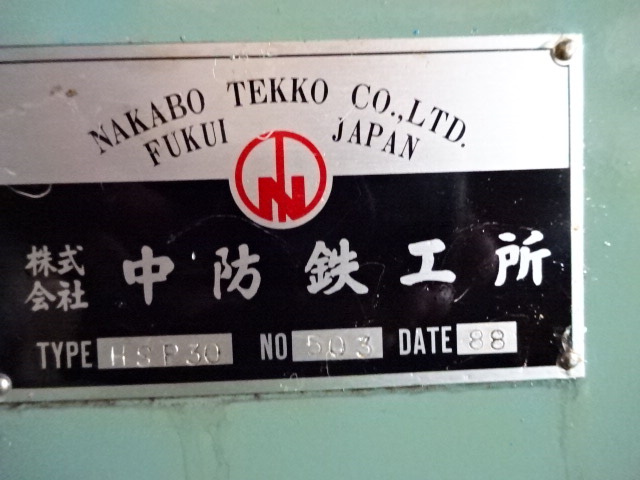 NAKABO TEKKO CO.,LTD.
FUKUI JAPAN
株式会社 中防鉄工所
TYPE HSP30 NO 503 DATE 88